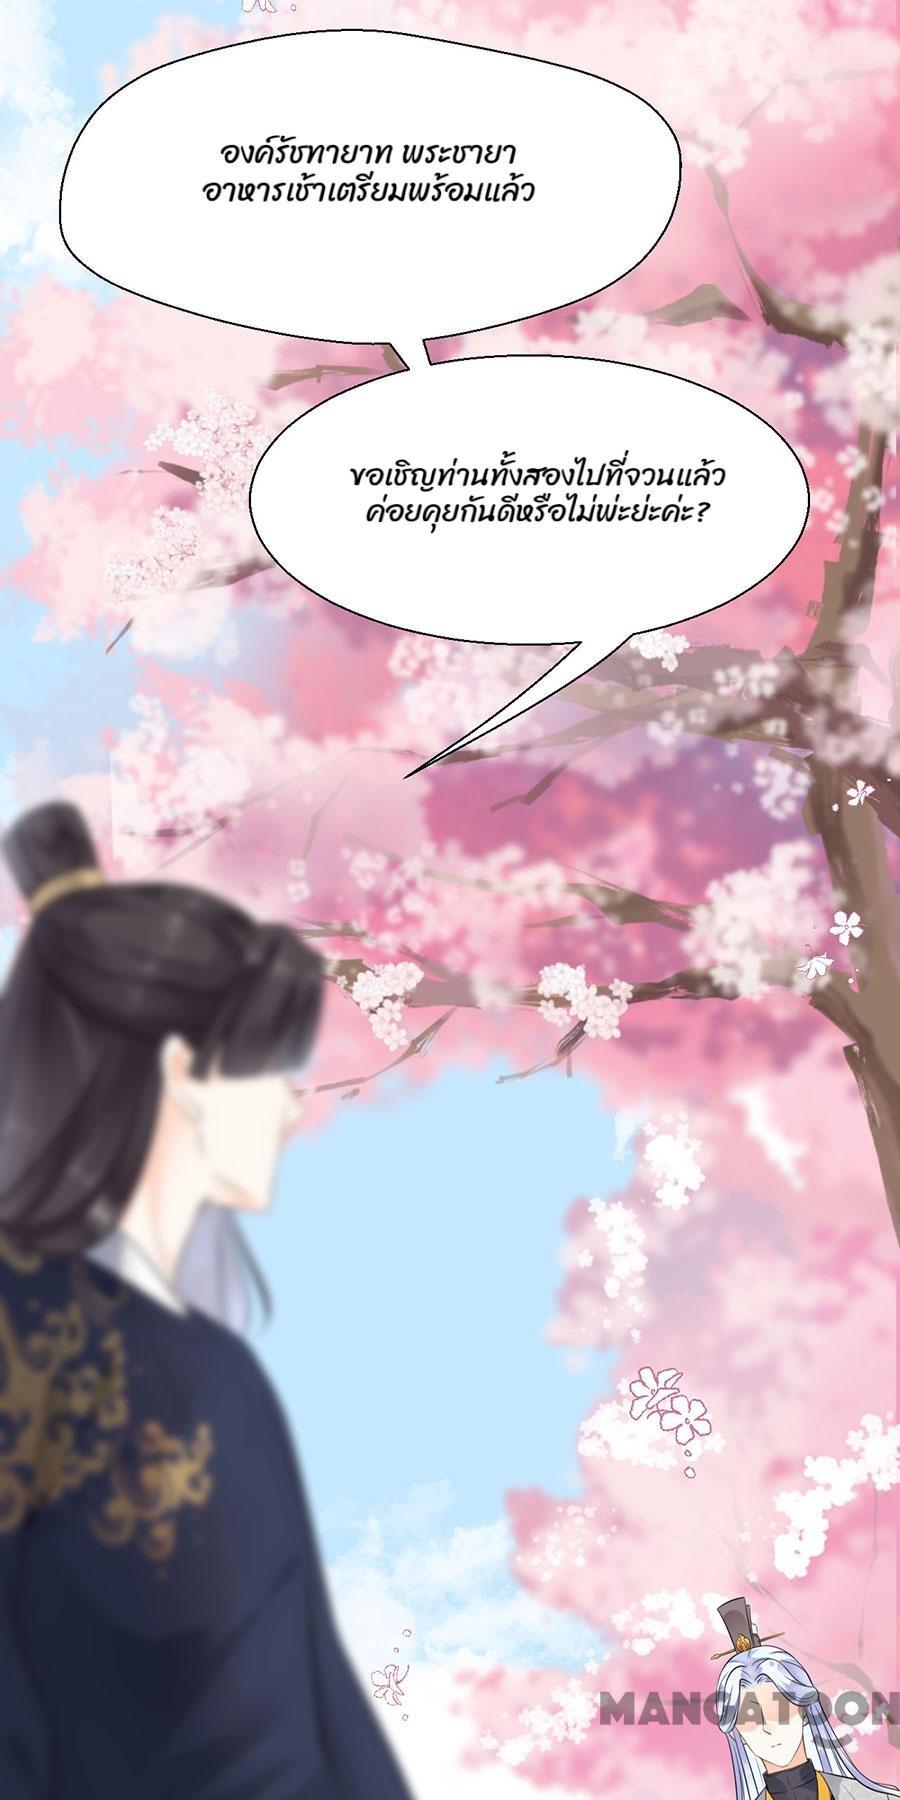 องค์รัชทายาท พระชายา
อาหารเช้าเตรียมพร้อมแล้ว
ขอเชิญท่านทั้งสองไปที่จวนแล้ว
ค่อยคุยกันดีหรือไม่พ่ะย่ะค่ะ?
MANGATOON